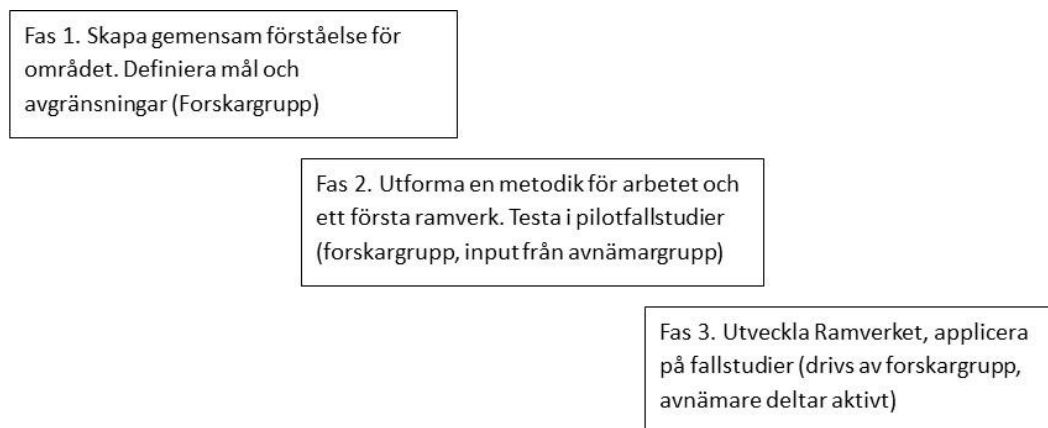 Fas 1. Skapa gemensam förståelse för
området. Definiera mål och
avgränsningar (Forskargrupp)
Fas 2. Utforma en metodik för arbetet och
ett första ramverk. Testa i pilotfallstudier
(forskargrupp, input från avnämargrupp)
Fas 3. Utveckla Ramverket, applicera
på fallstudier (drivs av forskargrupp,
avnämare deltar aktivt)